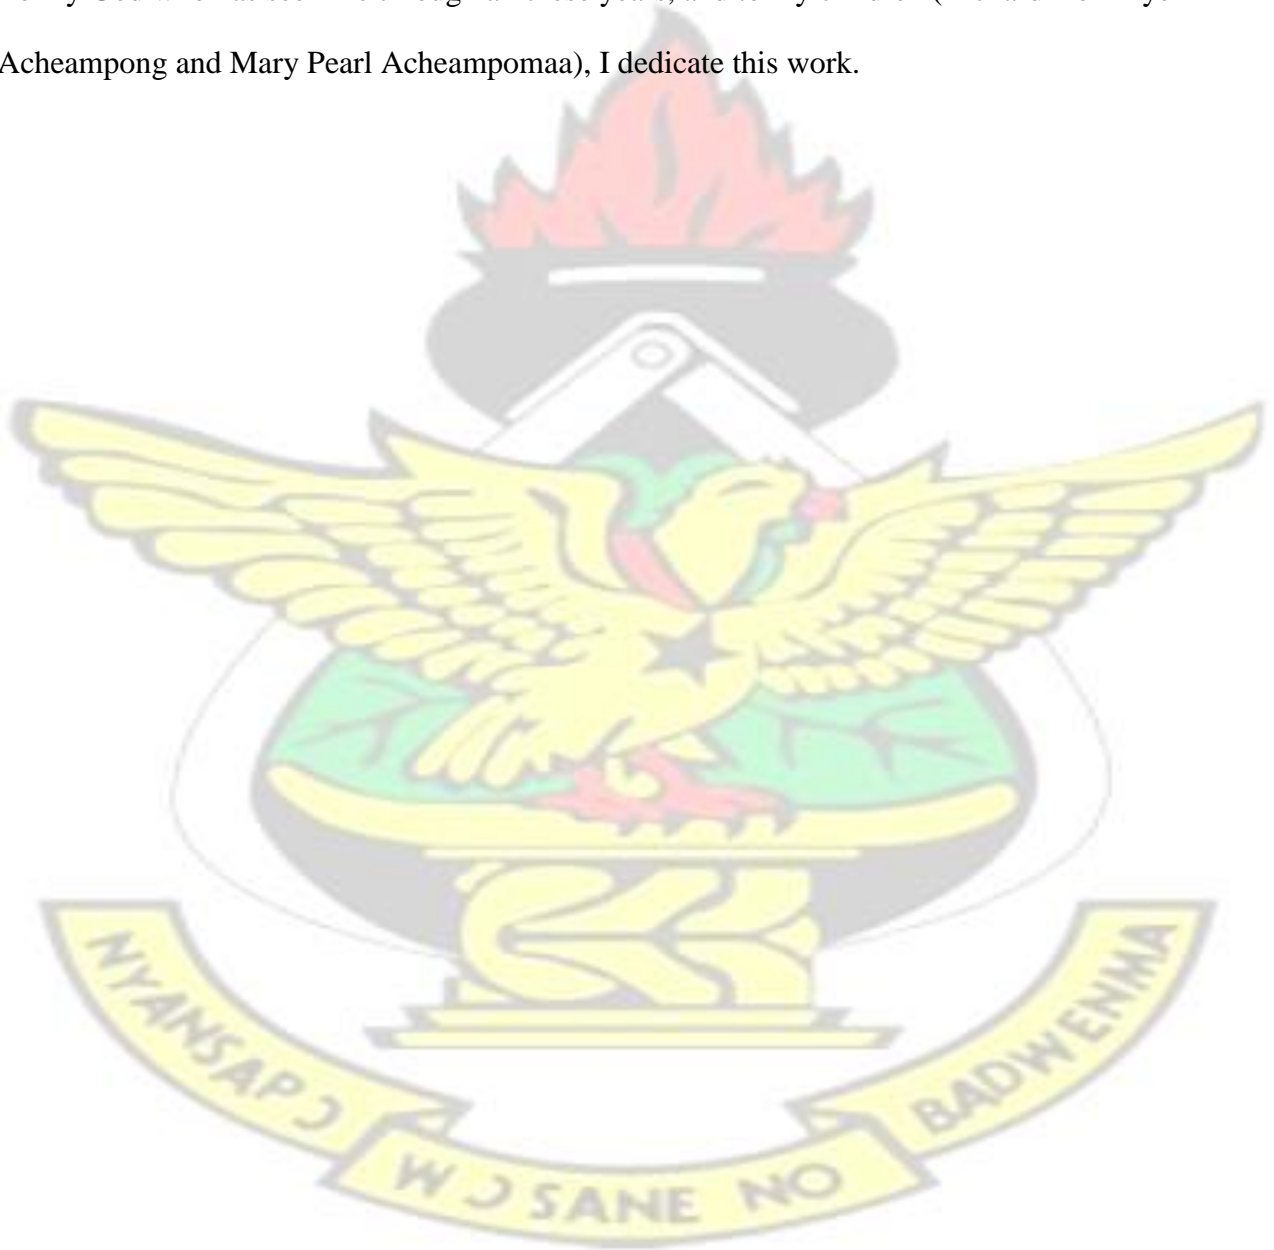 Acheampong and Mary Pearl Acheampomaa), I dedicate this work.
NYANSAPƆ
WƆSANE NO
BADWENMA